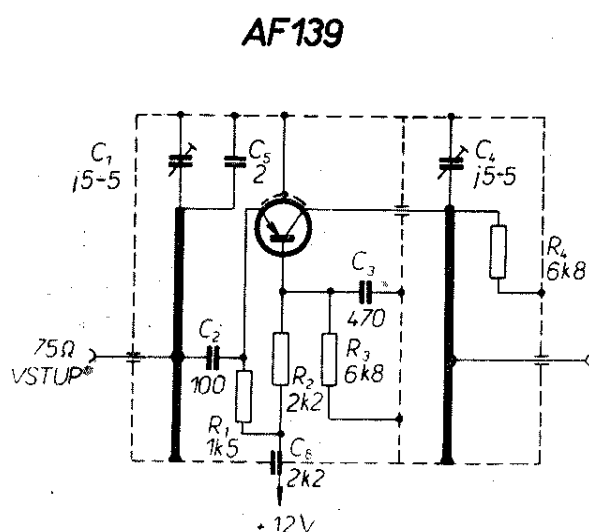 AF139
C1
j5-5
C5
2
C4
j5-5
C3
470
R4
6k8
75Ω
VSTUP
C2
100
R1
1k5
R2
2k2
R3
6k8
C6
2k2
+12V